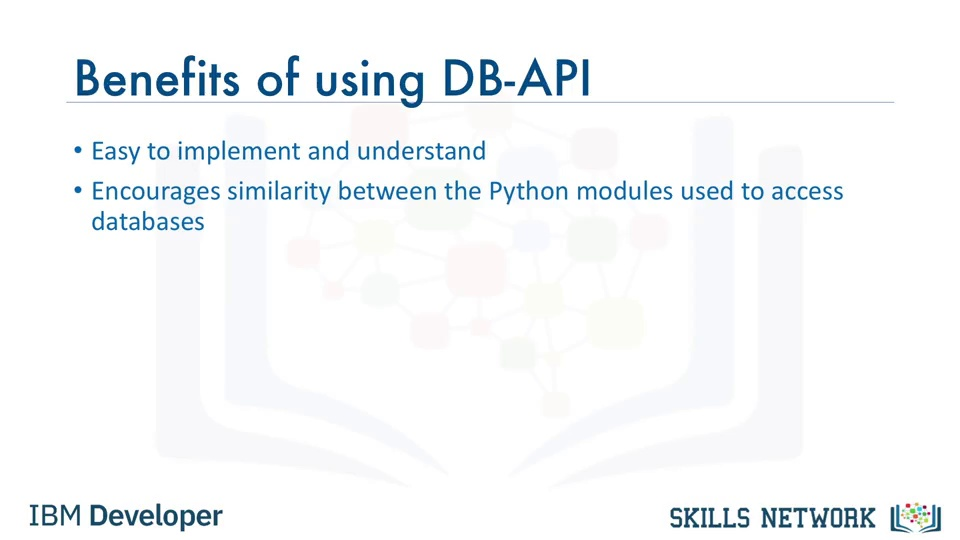 Benefits of using DB-API
• Easy to implement and understand
• Encourages similarity between the Python modules used to access
databases
IBM Developer
SKILLS NETWORK